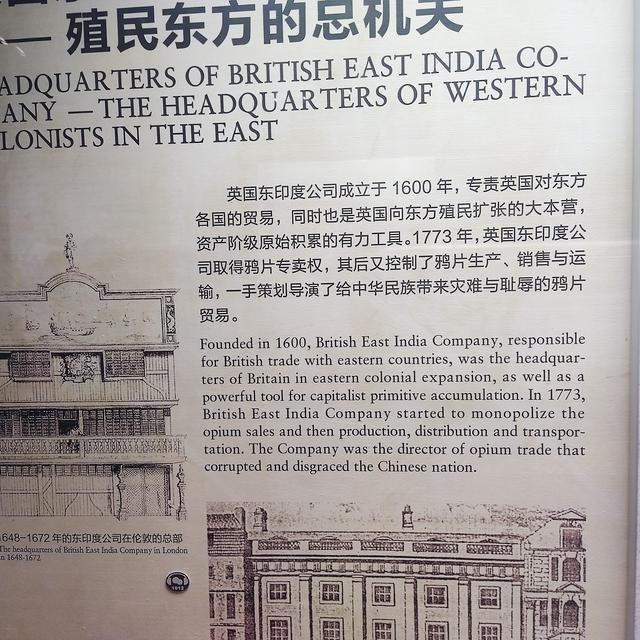 — 殖民东方的总机关
ADQUARTERS OF BRITISH EAST INDIA CO-
ANY — THE HEADQUARTERS OF WESTERN
LONISTS IN THE EAST
英国东印度公司成立于 1600 年，专责英国对东方
各国的贸易，同时也是英国向东方殖民扩张的大本营，
资产阶级原始积累的有力工具。1773 年，英国东印度公
司取得鸦片专卖权，其后又控制了鸦片生产、销售与运
输，一手策划导演了给中华民族带来灾难与耻辱的鸦片
贸易。
Founded in 1600, British East India Company, responsible
for British trade with eastern countries, was the headquar-
ters of Britain in eastern colonial expansion, as well as a
powerful tool for capitalist primitive accumulation. In 1773,
British East India Company started to monopolize the
opium sales and then production, distribution and transpor-
tation. The Company was the director of opium trade that
corrupted and disgraced the Chinese nation.
1648-1672 年的东印度公司在伦敦的总部
The headquarters of British East India Company in London
in 1648-1672